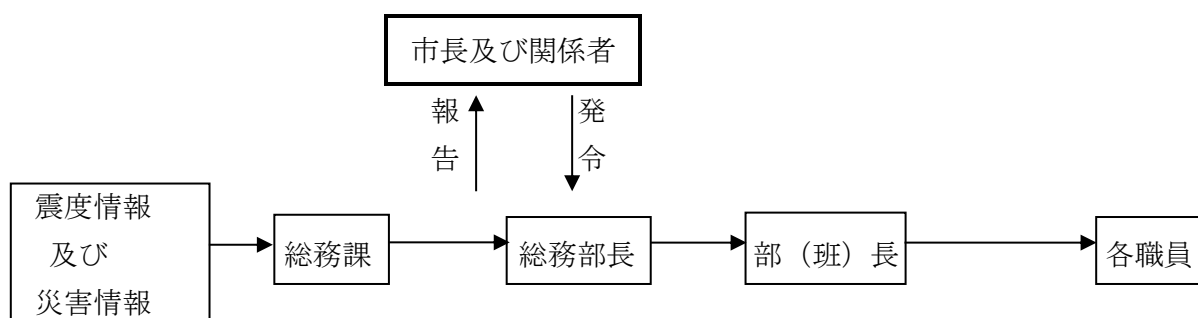 市長及び関係者
報告
発令
震度情報
及び
災害情報
総務課
総務部長
部（班）長
各職員